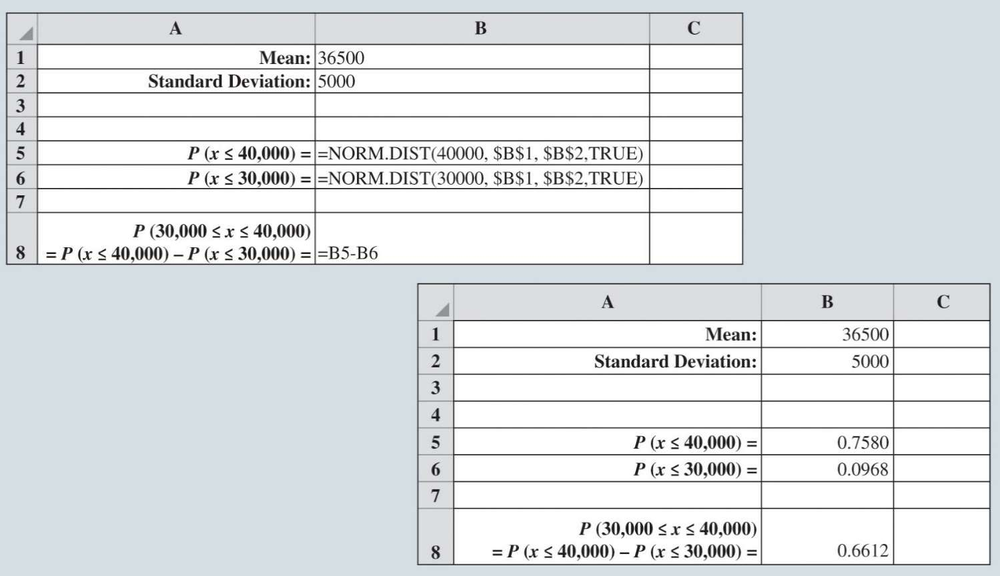 A B C
1 Mean: 36500
2 Standard Deviation: 5000
3
4
5 P (x ≤ 40,000) = =NORM.DIST(40000, $B$1, $B$2,TRUE)
6 P (x ≤ 30,000) = =NORM.DIST(30000, $B$1, $B$2,TRUE)
7
P (30,000 ≤ x ≤ 40,000)
8 = P (x ≤ 40,000) – P (x ≤ 30,000) = =B5-B6
A B C
1 Mean: 36500
2 Standard Deviation: 5000
3
4
5 P (x ≤ 40,000) = 0.7580
6 P (x ≤ 30,000) = 0.0968
7
P (30,000 ≤ x ≤ 40,000)
8 = P (x ≤ 40,000) – P (x ≤ 30,000) = 0.6612